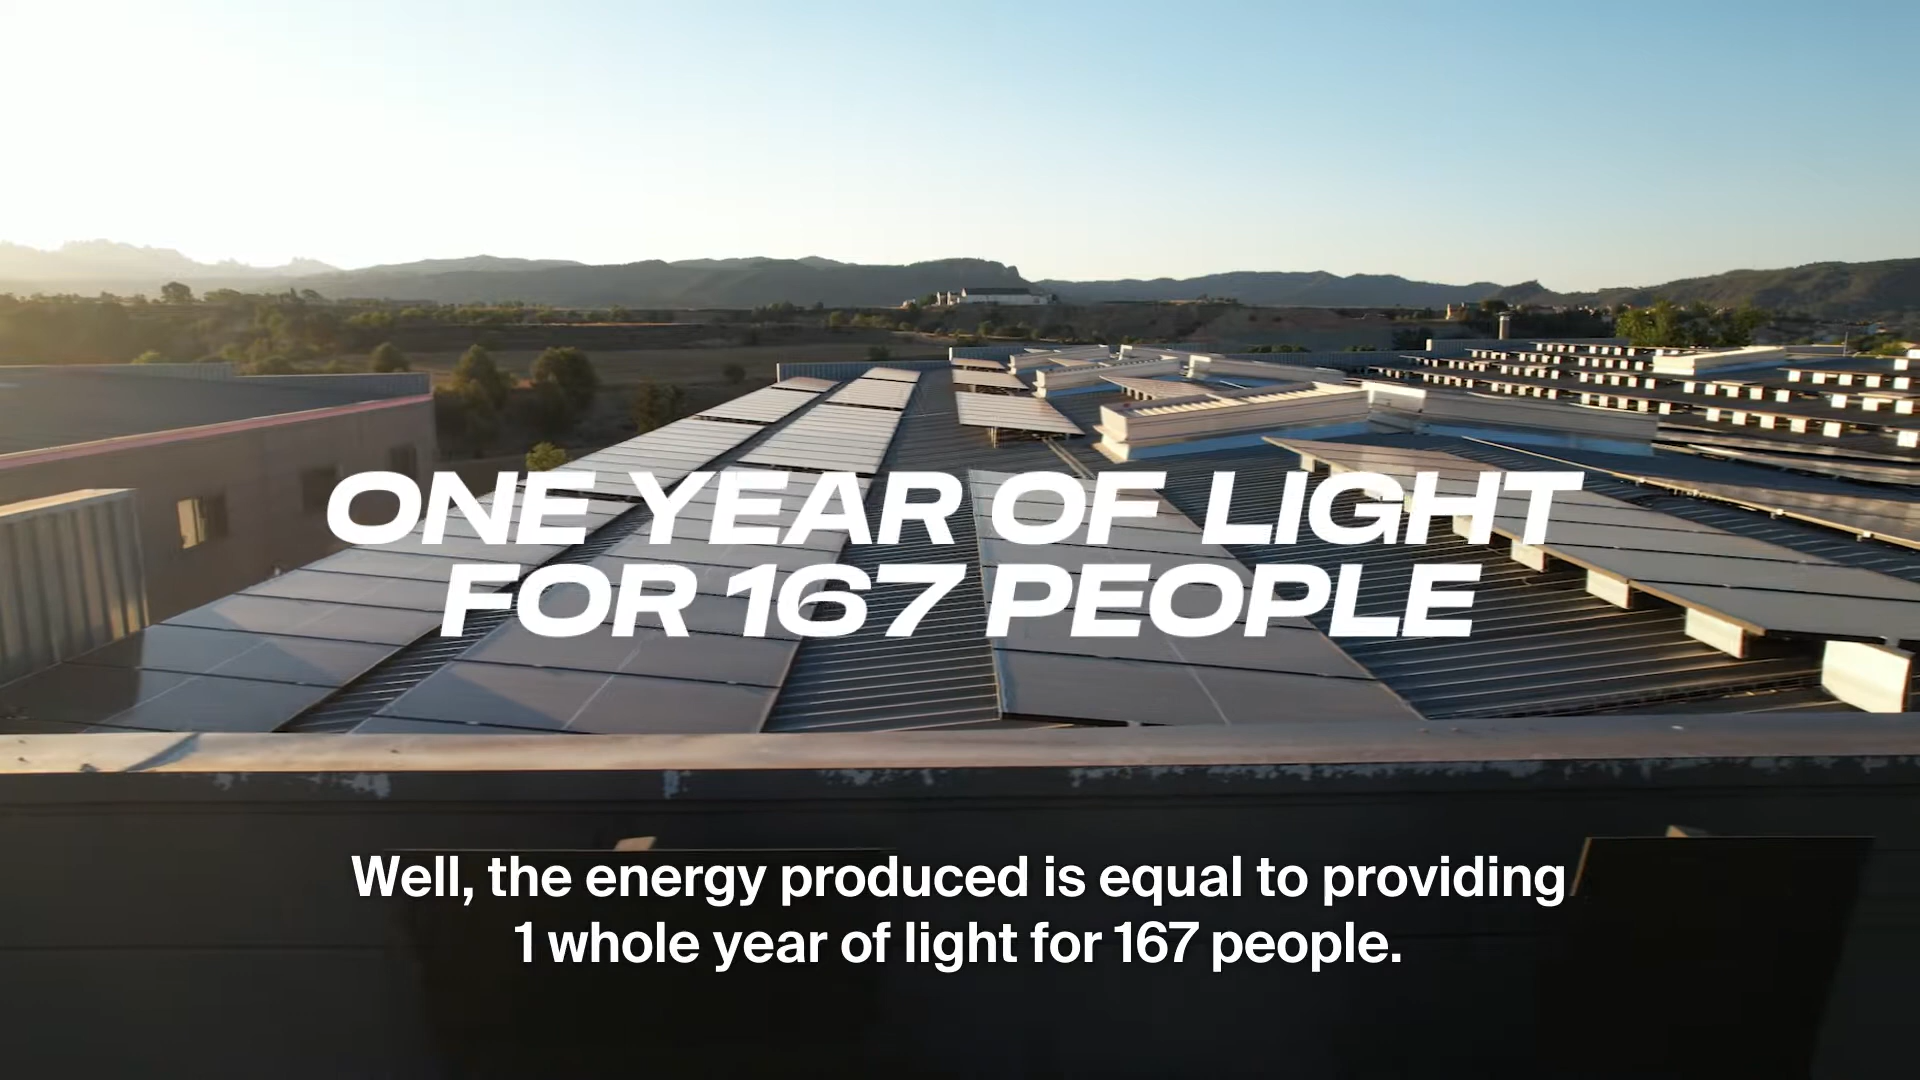 ONE YEAR OF LIGHT
FOR 167 PEOPLE
Well, the energy produced is equal to providing
1 whole year of light for 167 people.